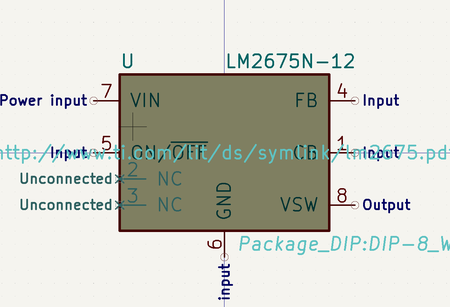 U LM2675N-12
Power input 7 VIN FB 4 Input
Input 5 ON/OFF CB 1 Input
http://www.ti.com/lit/ds/symlink/lm2675.pd
Unconnected 2 NC
Unconnected 3 NC VSW 8 Output
GND
6
input
Package_DIP:DIP-8_W